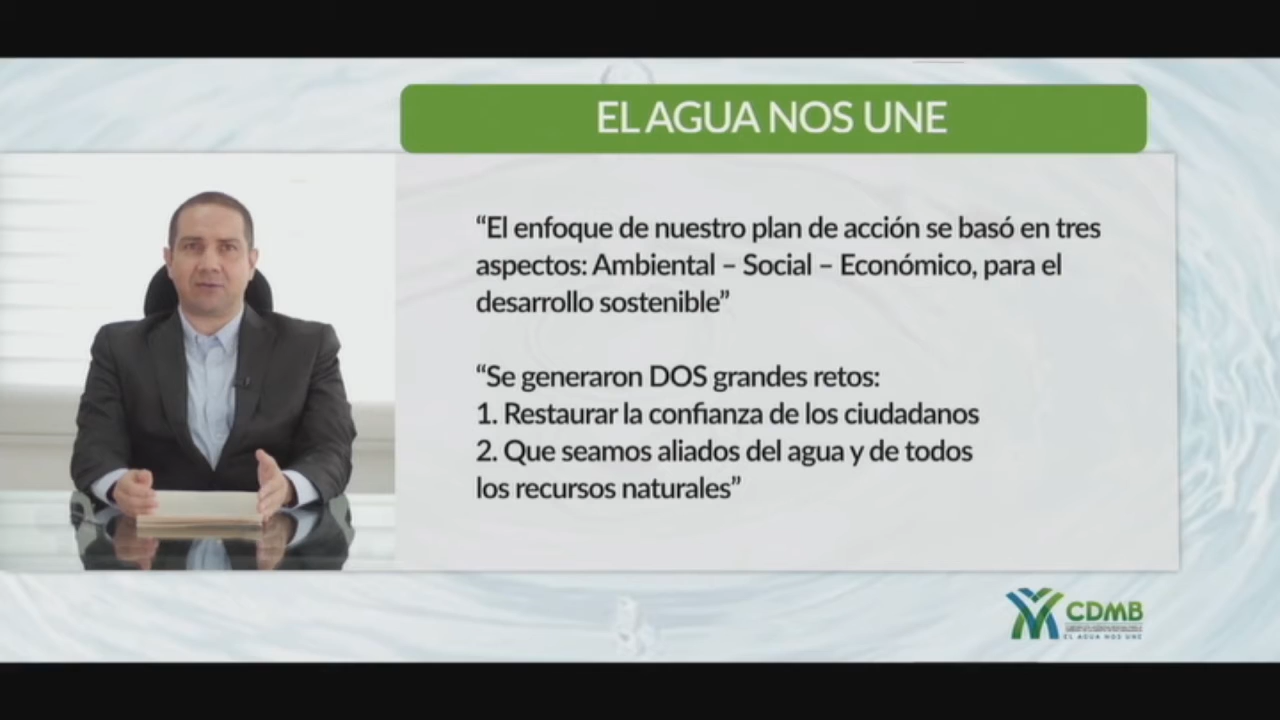 EL AGUA NOS UNE
“El enfoque de nuestro plan de acción se basó en tres
aspectos: Ambiental – Social – Económico, para el
desarrollo sostenible”
“Se generaron DOS grandes retos:
1. Restaurar la confianza de los ciudadanos
2. Que seamos aliados del agua y de todos
los recursos naturales”
CDMB
EL AGUA NOS UNE